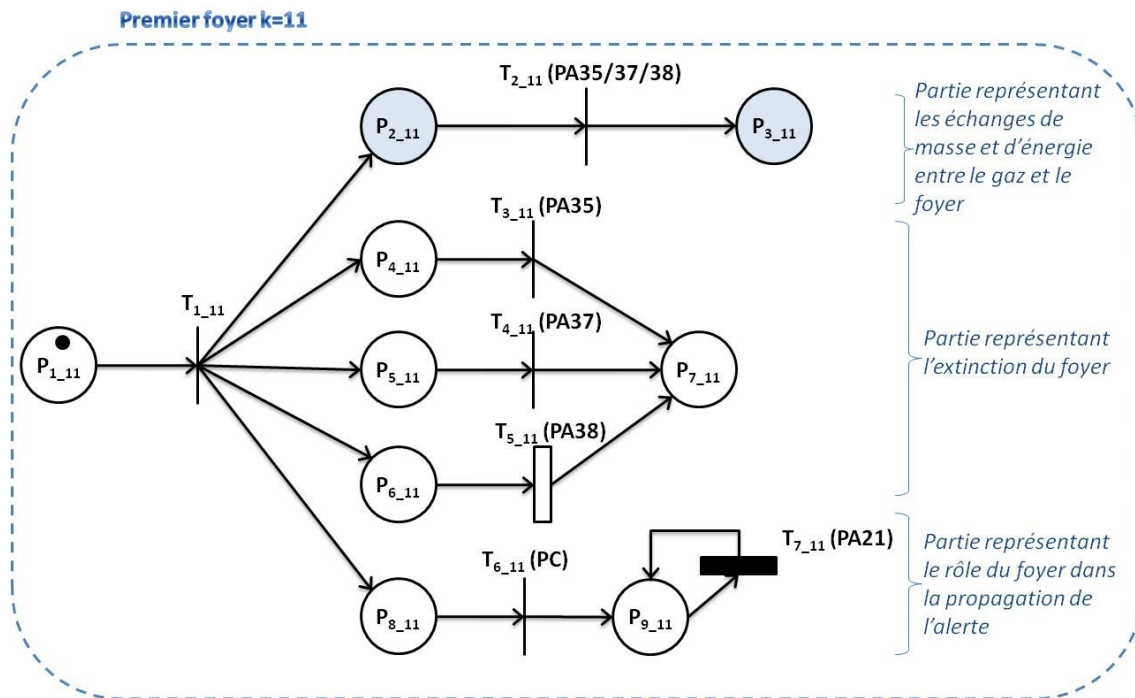 Premier foyer k=11
T2_11 (PA35/37/38)
P2_11
P3_11
Partie représentant
les échanges de
masse et d'énergie
entre le gaz et le
foyer
T3_11 (PA35)
P4_11
T1_11
P1_11
T4_11 (PA37)
P5_11
P7_11
Partie représentant
l'extinction du foyer
T5_11 (PA38)
P6_11
T6_11 (PC)
P8_11
P9_11
T7_11 (PA21)
Partie représentant
le rôle du foyer dans
la propagation de
l'alerte